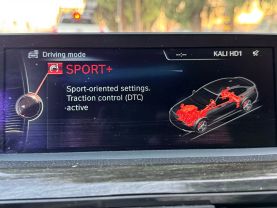 Driving mode
KALI HD1
SPORT+
Sport-oriented settings.
Traction control (DTC)
-active